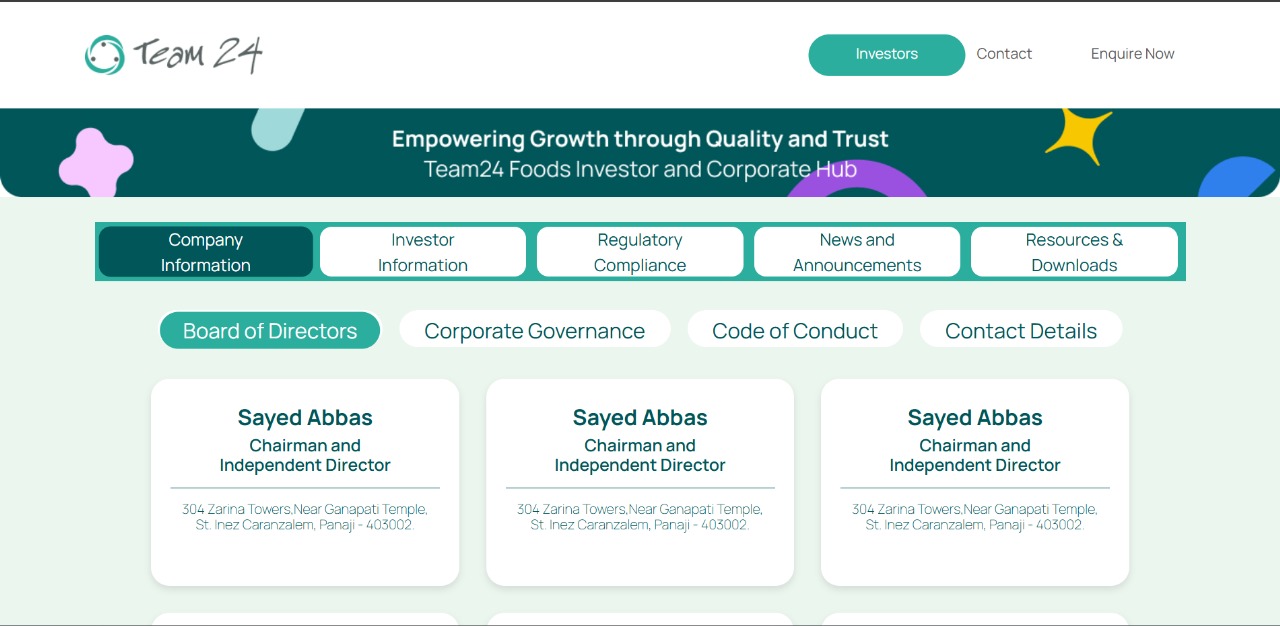 Team 24
Investors
Contact
Enquire Now
Empowering Growth through Quality and Trust
Team24 Foods Investor and Corporate Hub
Company
Information
Investor
Information
Regulatory
Compliance
News and
Announcements
Resources &
Downloads
Board of Directors
Corporate Governance
Code of Conduct
Contact Details
Sayed Abbas
Chairman and
Independent Director
304 Zarina Towers,Near Ganapati Temple,
St. Inez Caranzalem, Panaji - 403002.
Sayed Abbas
Chairman and
Independent Director
304 Zarina Towers,Near Ganapati Temple,
St. Inez Caranzalem, Panaji - 403002.
Sayed Abbas
Chairman and
Independent Director
304 Zarina Towers,Near Ganapati Temple,
St. Inez Caranzalem, Panaji - 403002.